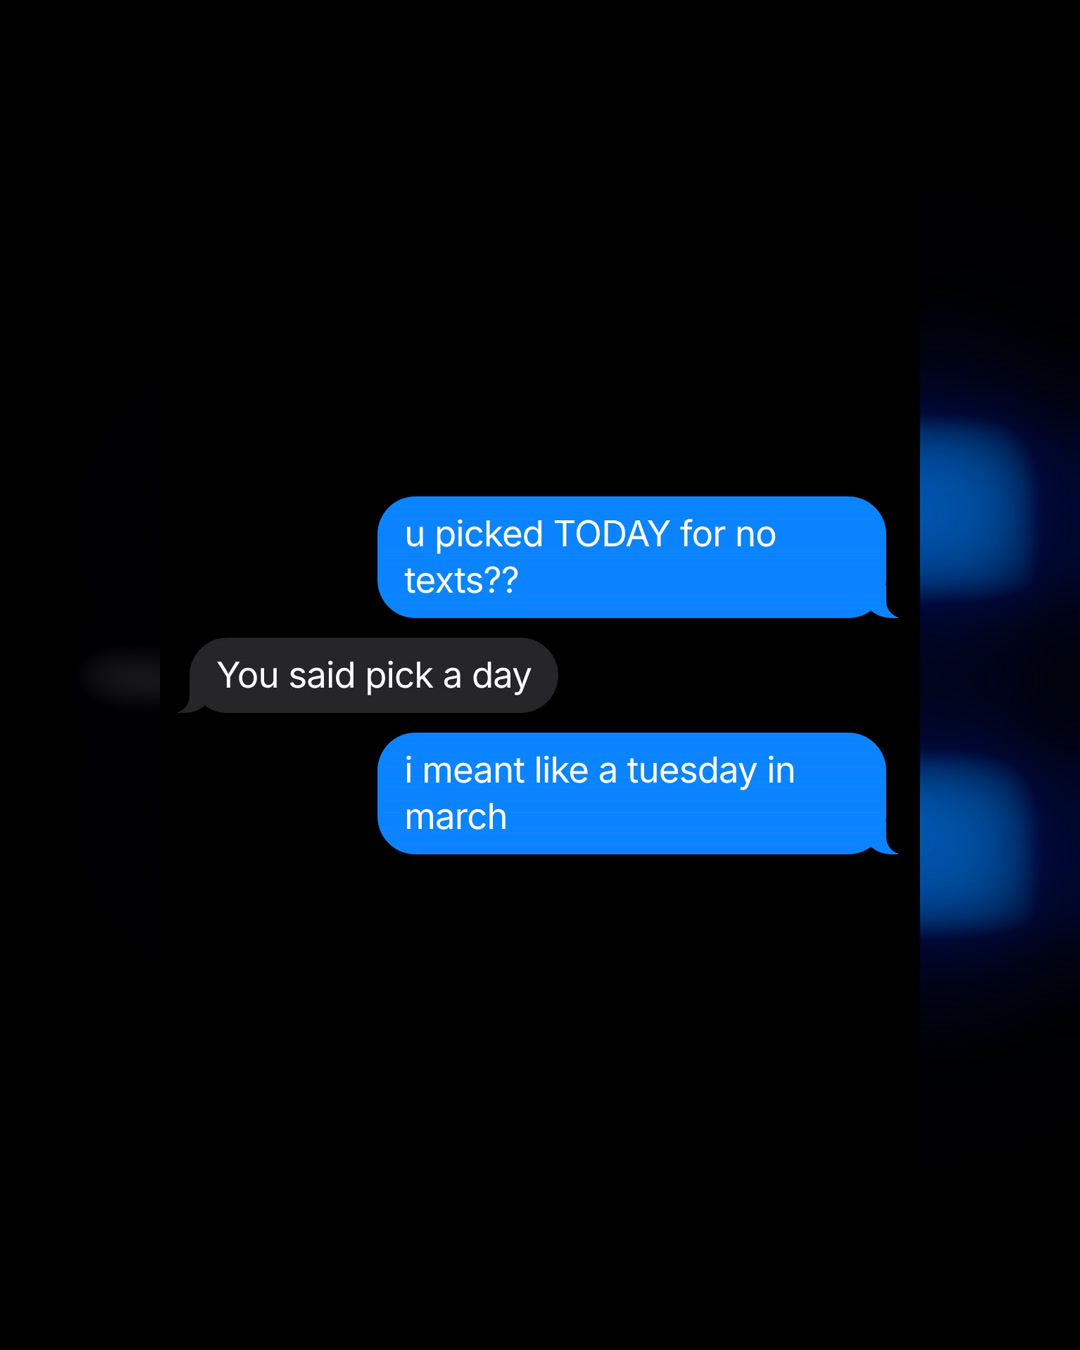 u picked TODAY for no
texts??
You said pick a day
i meant like a tuesday in
march